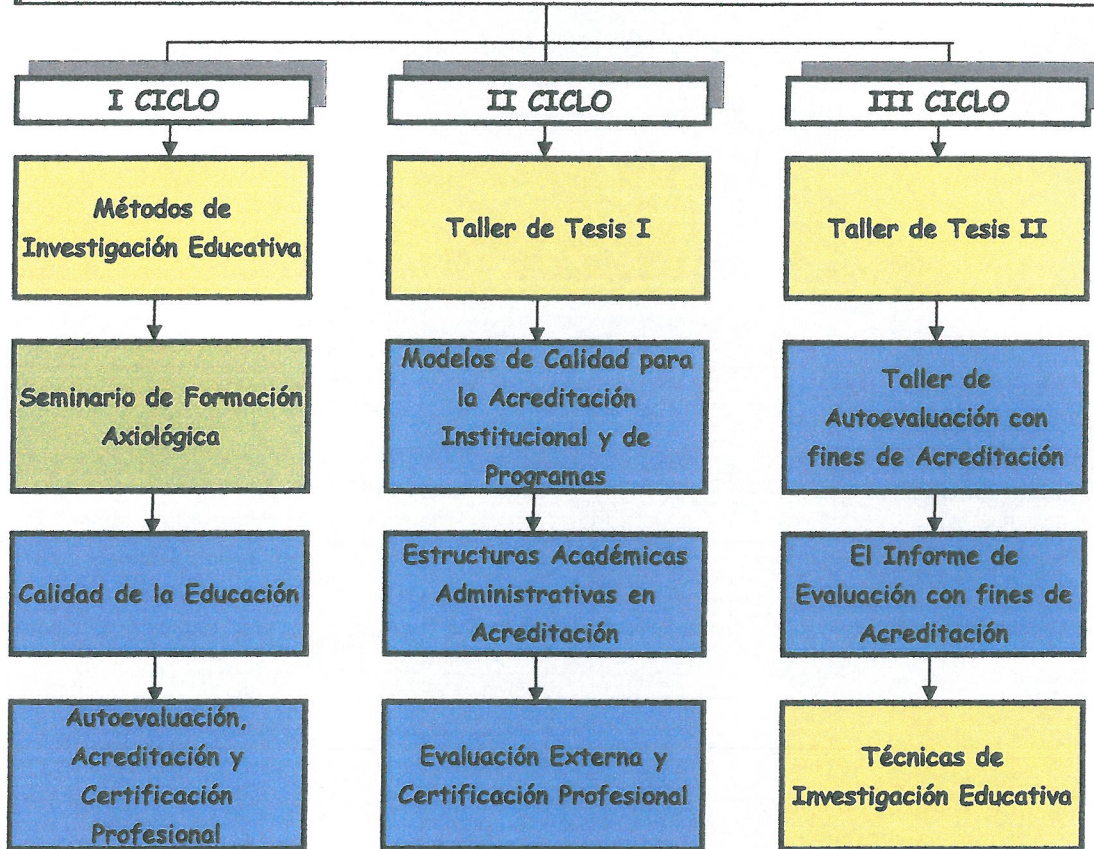 I CICLO
Métodos de
Investigación Educativa
Seminario de Formación
Axiológica
Calidad de la Educación
Autoevaluación,
Acreditación y
Certificación
Profesional
II CICLO
Taller de Tesis I
Modelos de Calidad para
la Acreditación
Institucional y de
Programas
Estructuras Académicas
Administrativas en
Acreditación
Evaluación Externa y
Certificación Profesional
III CICLO
Taller de Tesis II
Taller de
Autoevaluación con
fines de Acreditación
El Informe de
Evaluación con fines de
Acreditación
Técnicas de
Investigación Educativa